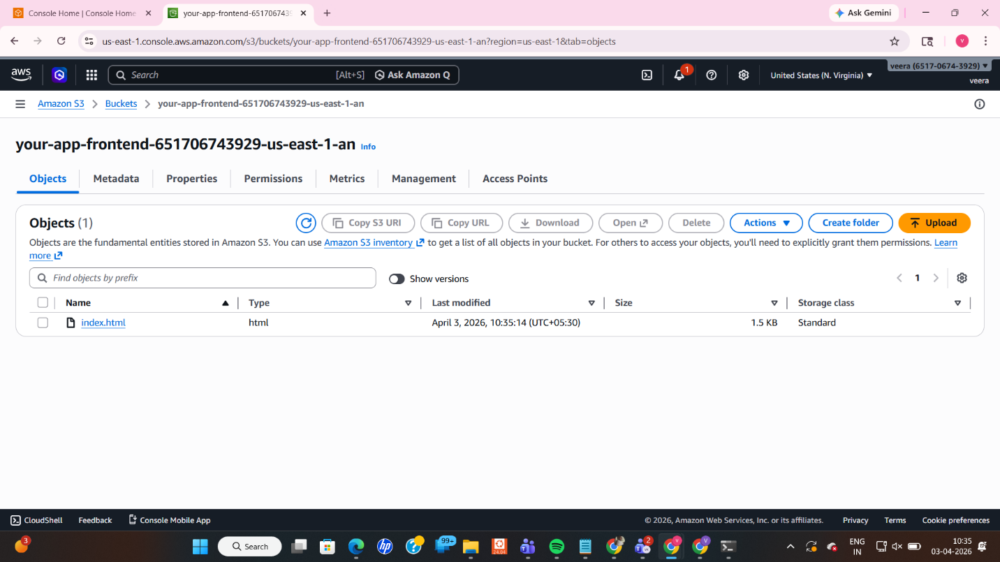 Console Home | Console Home
your-app-frontend-6517067439
Ask Gemini
us-east-1.console.aws.amazon.com/s3/buckets/your-app-frontend-651706743929-us-east-1-an?region=us-east-1&tab=objects
V
aws
Search
[Alt+S]
Ask Amazon Q
1
United States (N. Virginia) ▼
veera (6517-0674-3929) ▼
veera
Amazon S3
Buckets
your-app-frontend-651706743929-us-east-1-an
your-app-frontend-651706743929-us-east-1-an Info
Objects
Metadata
Properties
Permissions
Metrics
Management
Access Points
Objects (1)
Copy S3 URI
Copy URL
Download
Open
Delete
Actions
Create folder
Upload
Objects are the fundamental entities stored in Amazon S3. You can use Amazon S3 inventory to get a list of all objects in your bucket. For others to access your objects, you'll need to explicitly grant them permissions. Learn
more
Find objects by prefix
Show versions
1
Name
Type
Last modified
Size
Storage class
index.html
html
April 3, 2026, 10:35:14 (UTC+05:30)
1.5 KB
Standard
CloudShell
Feedback
Console Mobile App
© 2026, Amazon Web Services, Inc. or its affiliates.
Privacy
Terms
Cookie preferences
3
Search
hp
99+
24.04
2
V
V
ENG
IN
10:35
03-04-2026